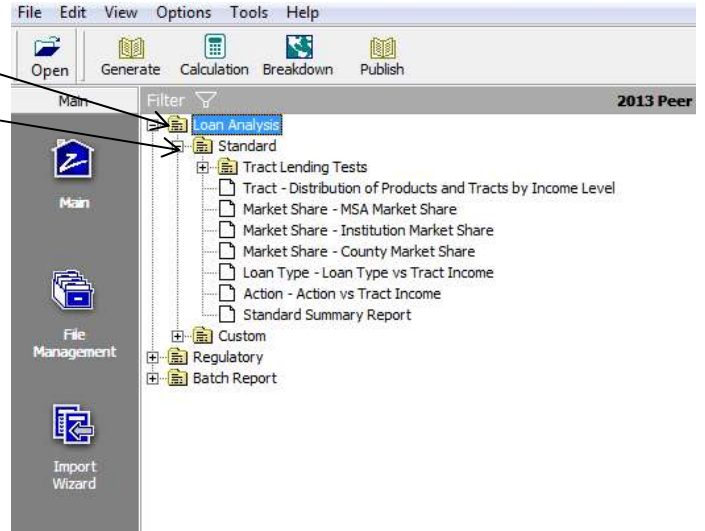 File Edit View Options Tools Help
Open Generate Calculation Breakdown Publish
Main Filter 2013 Peer
Loan Analysis
Standard
Tract Lending Tests
Tract - Distribution of Products and Tracts by Income Level
Market Share - MSA Market Share
Market Share - Institution Market Share
Market Share - County Market Share
Loan Type - Loan Type vs Tract Income
Action - Action vs Tract Income
Standard Summary Report
Custom
Regulatory
Batch Report
Main
File
Management
Import
Wizard